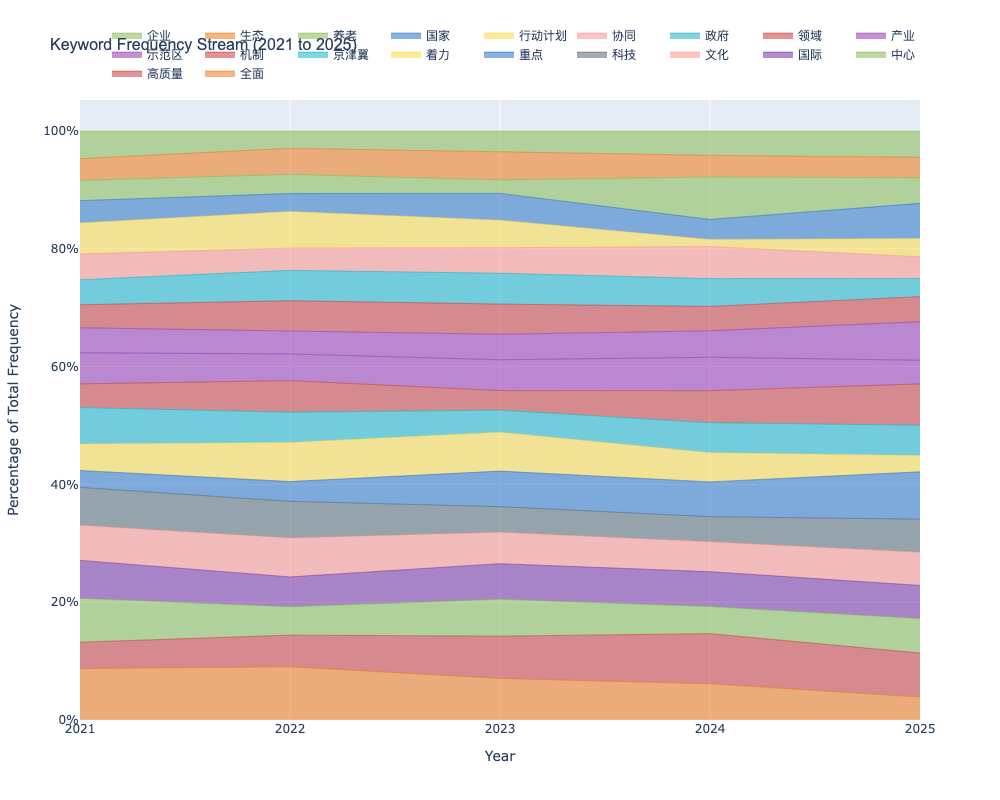 Keyword Frequency Stream (2021 to 2025)
企业 生态 养老 国家 行动计划 协同 政府 领域 产业
示范区 机制 京津翼 着力 重点 科技 文化 国际 中心
高质量 全面
100%
80%
60%
40%
20%
0%
2021 2022 2023 2024 2025
Year
Percentage of Total Frequency